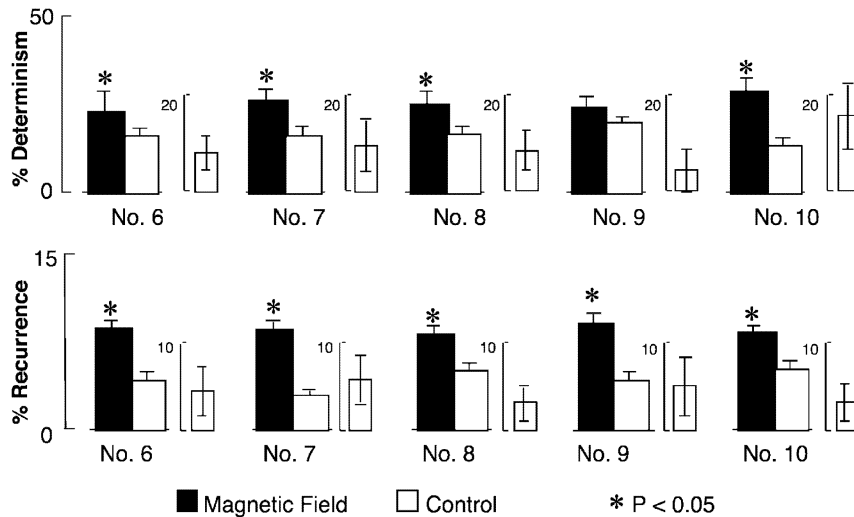 50
% Determinism
0
* * * *
20 20 20 20 20
No. 6 No. 7 No. 8 No. 9 No. 10
15
% Recurrence
0
* * * * *
10 10 10 10 10
No. 6 No. 7 No. 8 No. 9 No. 10
Magnetic Field Control * P < 0.05